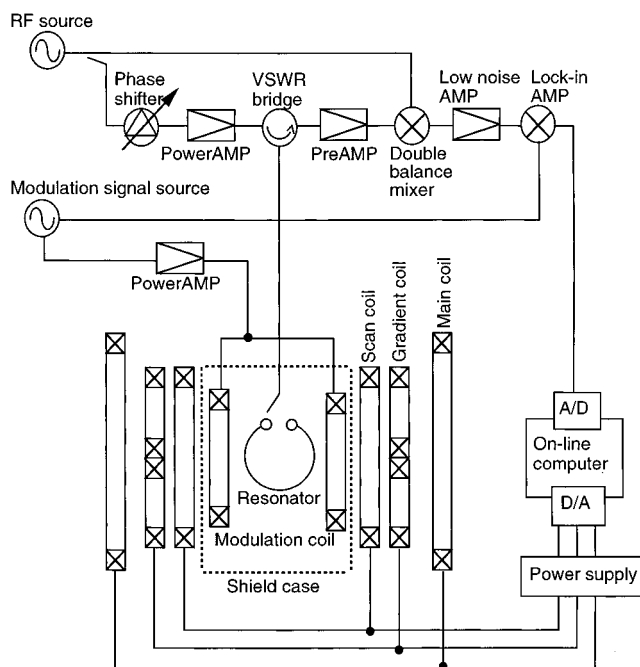 RF source
Phase
shifter
VSWR
bridge
Low noise
AMP
Lock-in
AMP
PowerAMP
PreAMP
Double
balance
mixer
Modulation signal source
PowerAMP
Scan coil
Gradient coil
Main coil
A/D
On-line
computer
D/A
Resonator
Modulation coil
Shield case
Power supply